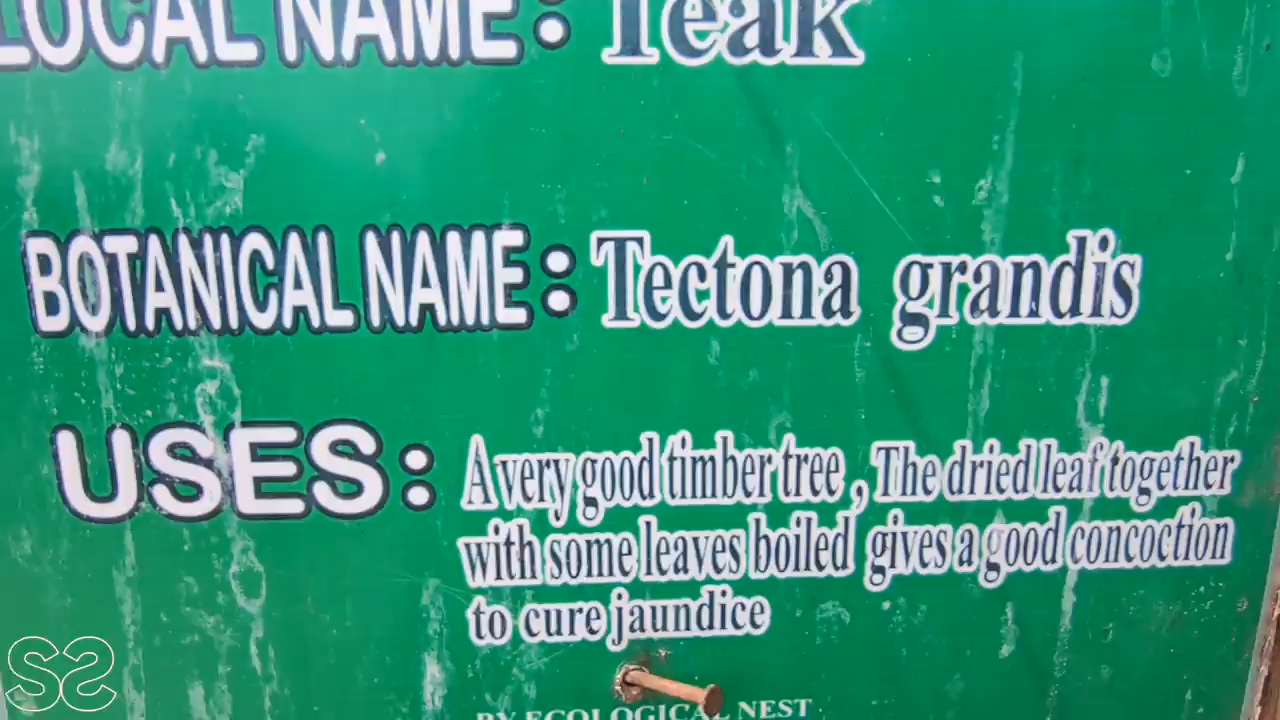 LOCAL NAME: Teak
BOTANICAL NAME: Tectona grandis
USES: A very good timber tree, The dried leaf together
with some leaves boiled gives a good concoction
to cure jaundice
BY ECOLOGICAL NEST
SS